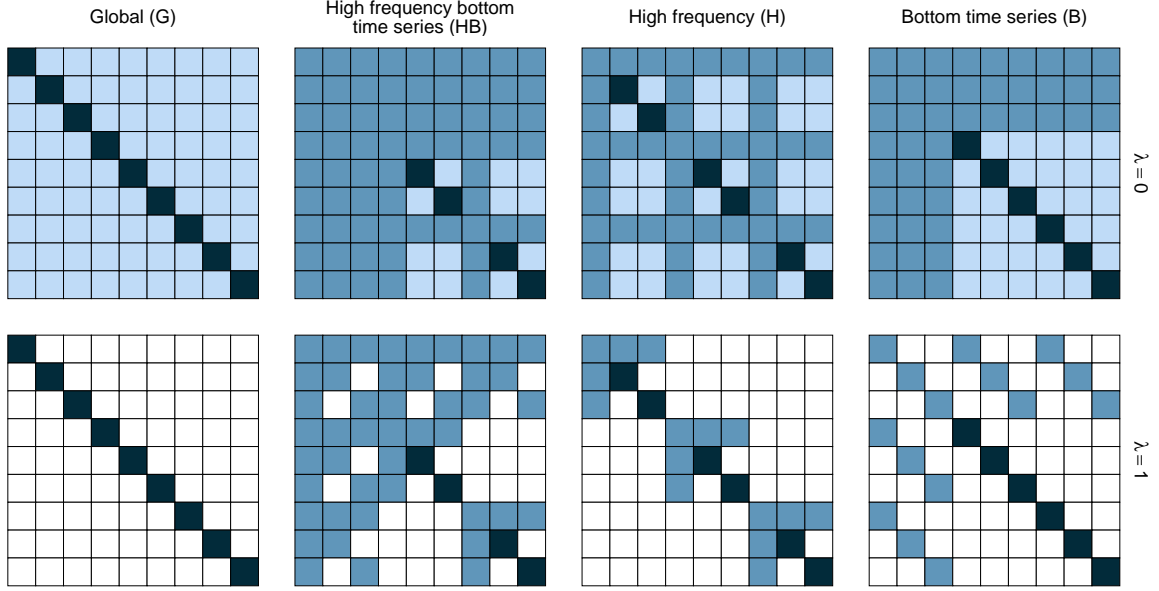 Global (G)
High frequency bottom
time series (HB)
High frequency (H)
Bottom time series (B)
λ = 0
λ = 1